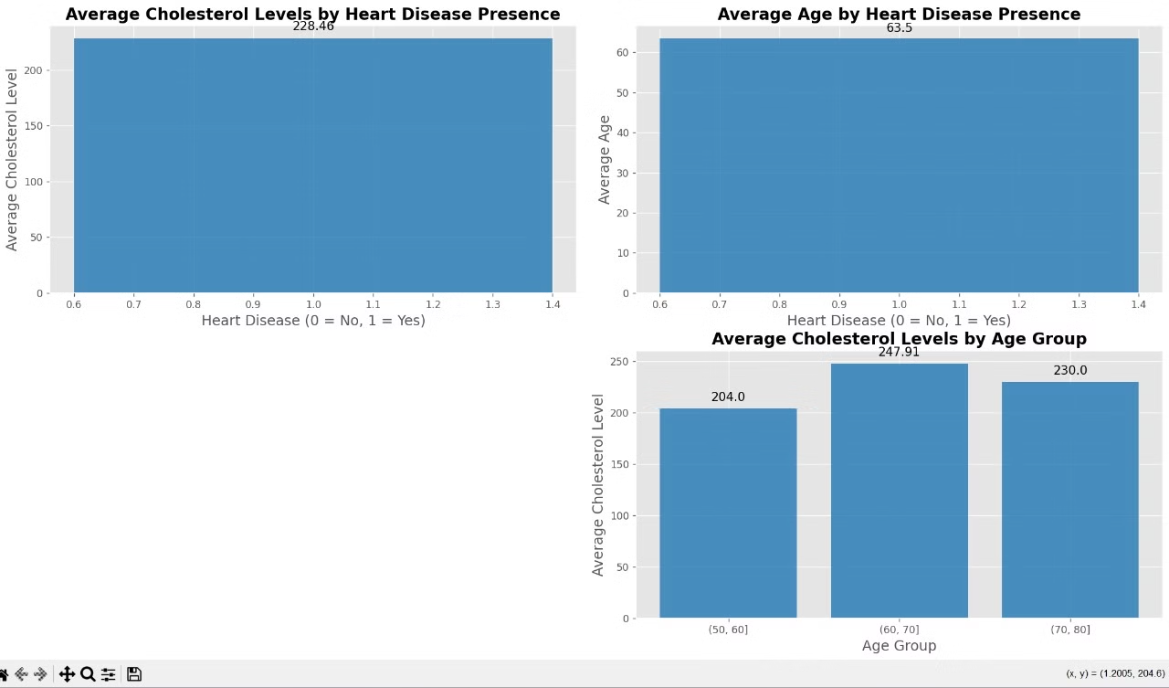 Average Cholesterol Levels by Heart Disease Presence
228.46
Average Cholesterol Level
200
150
100
50
0
0.6 0.7 0.8 0.9 1.0 1.1 1.2 1.3 1.4
Heart Disease (0 = No, 1 = Yes)
Average Age by Heart Disease Presence
63.5
Average Age
60
50
40
30
20
10
0
0.6 0.7 0.8 0.9 1.0 1.1 1.2 1.3 1.4
Heart Disease (0 = No, 1 = Yes)
Average Cholesterol Levels by Age Group
247.91
230.0
204.0
Average Cholesterol Level
250
200
150
100
50
0
(50, 60] (60, 70] (70, 80]
Age Group
(x, y) = (1.2005, 204.6)